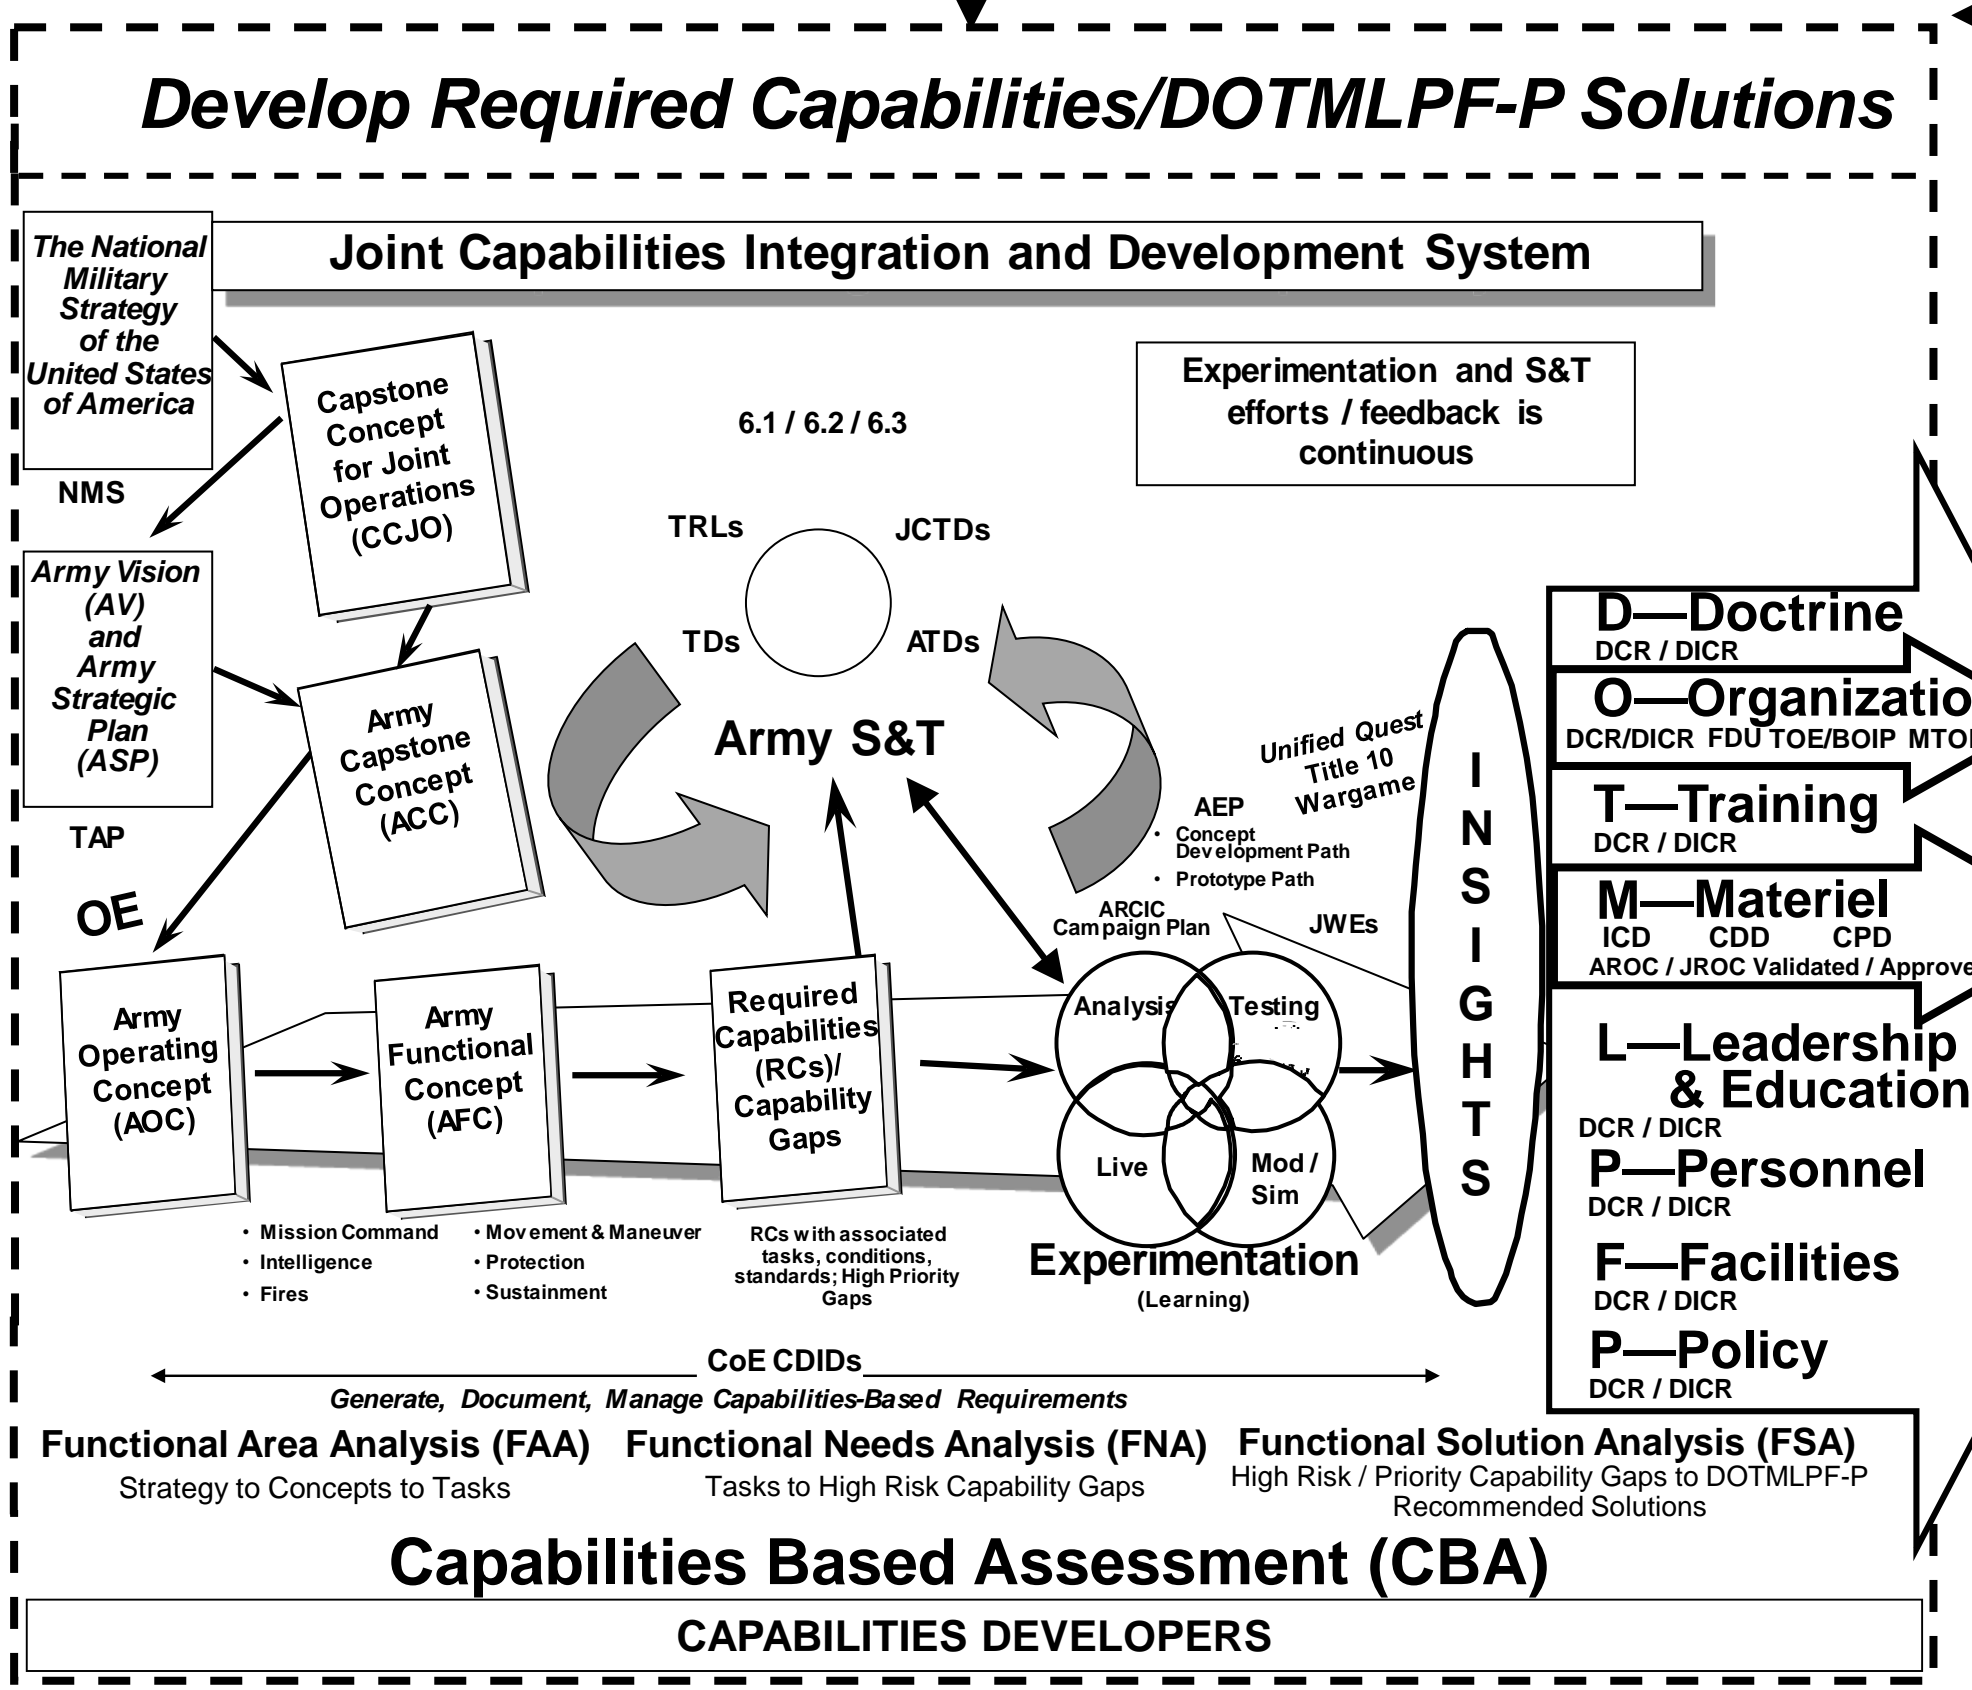 Develop Required Capabilities/DOTMLPF-P Solutions
Joint Capabilities Integration and Development System
The National
Military
Strategy
of the
United States
of America
NMS
Capstone
Concept
for Joint
Operations
(CCJO)
6.1 / 6.2 / 6.3
Experimentation and S&T
efforts / feedback is
continuous
TRLs
JCTDs
TDs
ATDs
Army S&T
Army Vision
(AV)
and
Army
Strategic
Plan
(ASP)
TAP
Army
Capstone
Concept
(ACC)
OE
Unified Quest
Title 10
Wargame
AEP
• Concept
Development Path
• Prototype Path
ARCIC
Campaign Plan
JWEs
Army
Operating
Concept
(AOC)
Army
Functional
Concept
(AFC)
Required
Capabilities
(RCs)/
Capability
Gaps
Analysis
Testing
Live
Mod /
Sim
Experimentation
(Learning)
I
N
S
I
G
H
T
S
• Mission Command
• Intelligence
• Fires
• Movement & Maneuver
• Protection
• Sustainment
RCs with associated
tasks, conditions,
standards; High Priority
Gaps
D—Doctrine
DCR / DICR
O—Organizatio
DCR/DICR FDU TOE/BOIP MTO
T—Training
DCR / DICR
M—Materiel
ICD CDD CPD
AROC / JROC Validated / Approve
L—Leadership
& Education
DCR / DICR
P—Personnel
DCR / DICR
F—Facilities
DCR / DICR
P—Policy
DCR / DICR
CoE CDIDs
Generate, Document, Manage Capabilities-Based Requirements
Functional Area Analysis (FAA)
Strategy to Concepts to Tasks
Functional Needs Analysis (FNA)
Tasks to High Risk Capability Gaps
Functional Solution Analysis (FSA)
High Risk / Priority Capability Gaps to DOTMLPF-P
Recommended Solutions
Capabilities Based Assessment (CBA)
CAPABILITIES DEVELOPERS